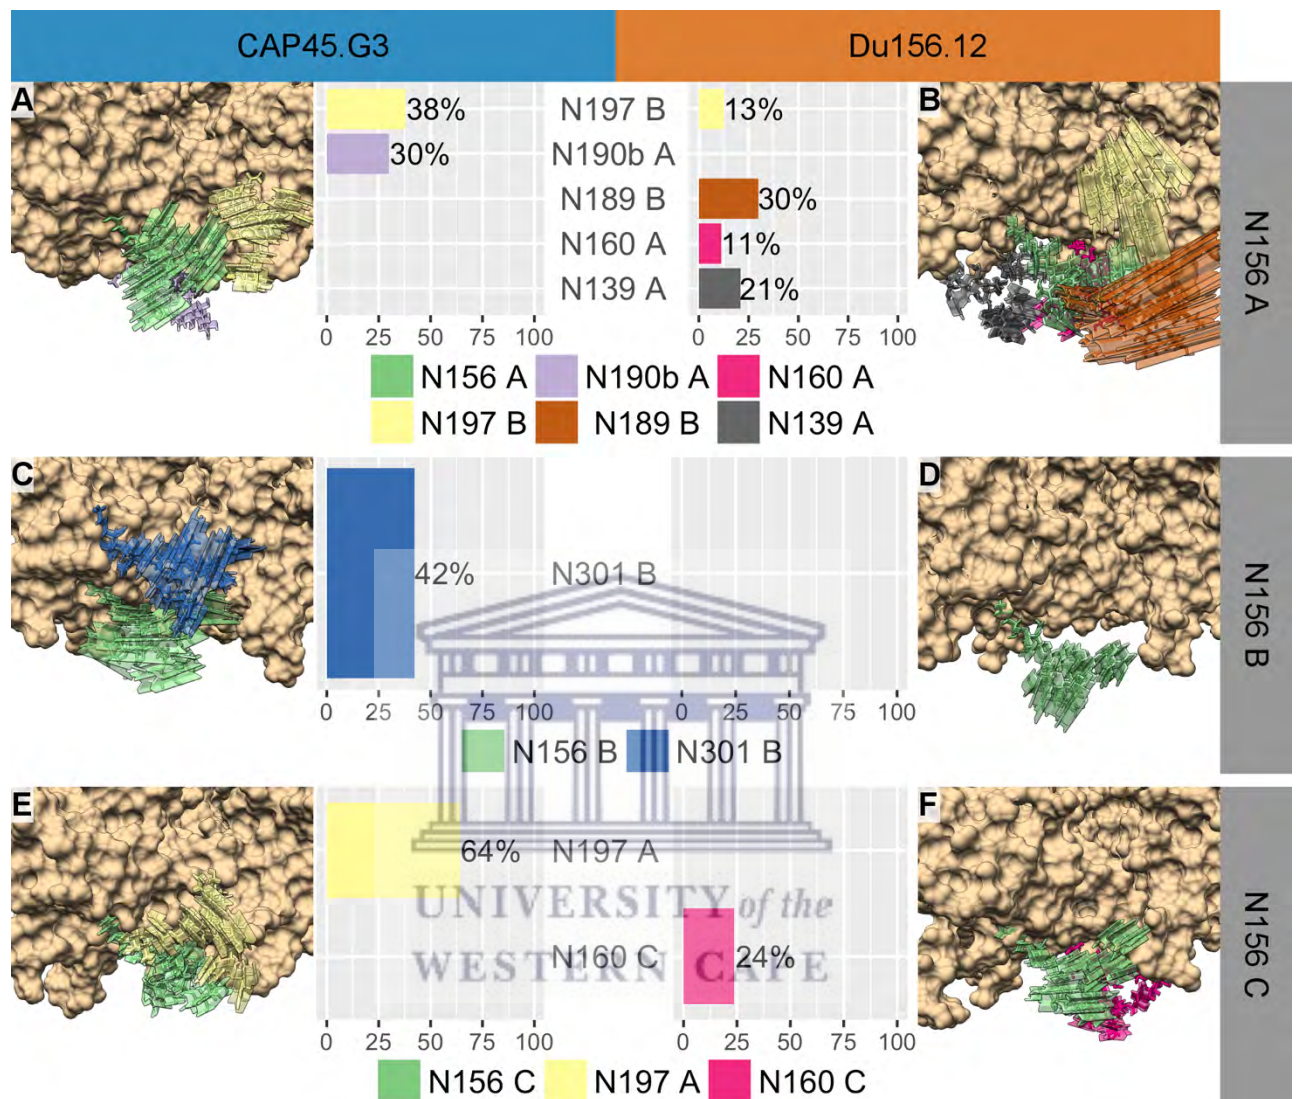 CAP45.G3 Du156.12
A B
38% N197 B 13%
30% N190b A
N189 B 30%
N160 A 11%
N139 A 21%
N156 A
0 25 50 75 100 0 25 50 75 100
N156 A N190b A N160 A
N197 B N189 B N139 A
C D
42% N301 B
N156 B
0 25 50 75 100 0 25 50 75 100
N156 B N301 B
E F
64% N197 A
UNIVERSITY of the
N160 C 24%
WESTERN CAPE
N156 C
0 25 50 75 100 0 25 50 75 100
N156 C N197 A N160 C